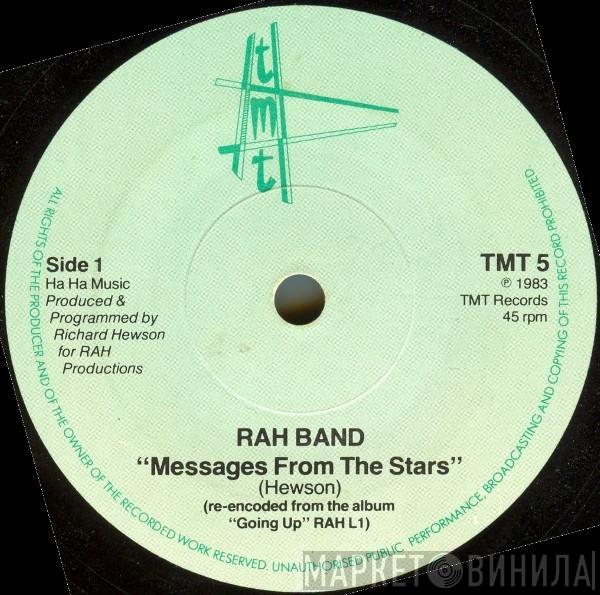 tmt
Side 1
Ha Ha Music
Produced &
Programmed by
Richard Hewson
for RAH
Productions
TMT 5
℗ 1983
TMT Records
45 rpm
RAH BAND
“Messages From The Stars”
(Hewson)
(re-encoded from the album
“Going Up” RAH L1)
ALL RIGHTS OF THE PRODUCER AND OF THE OWNER OF THE RECORDED WORK RESERVED. UNAUTHORISED PUBLIC PERFORMANCE, BROADCASTING AND COPYING OF THIS RECORD PROHIBITED.
МАРКЕТ ВИНИЛА